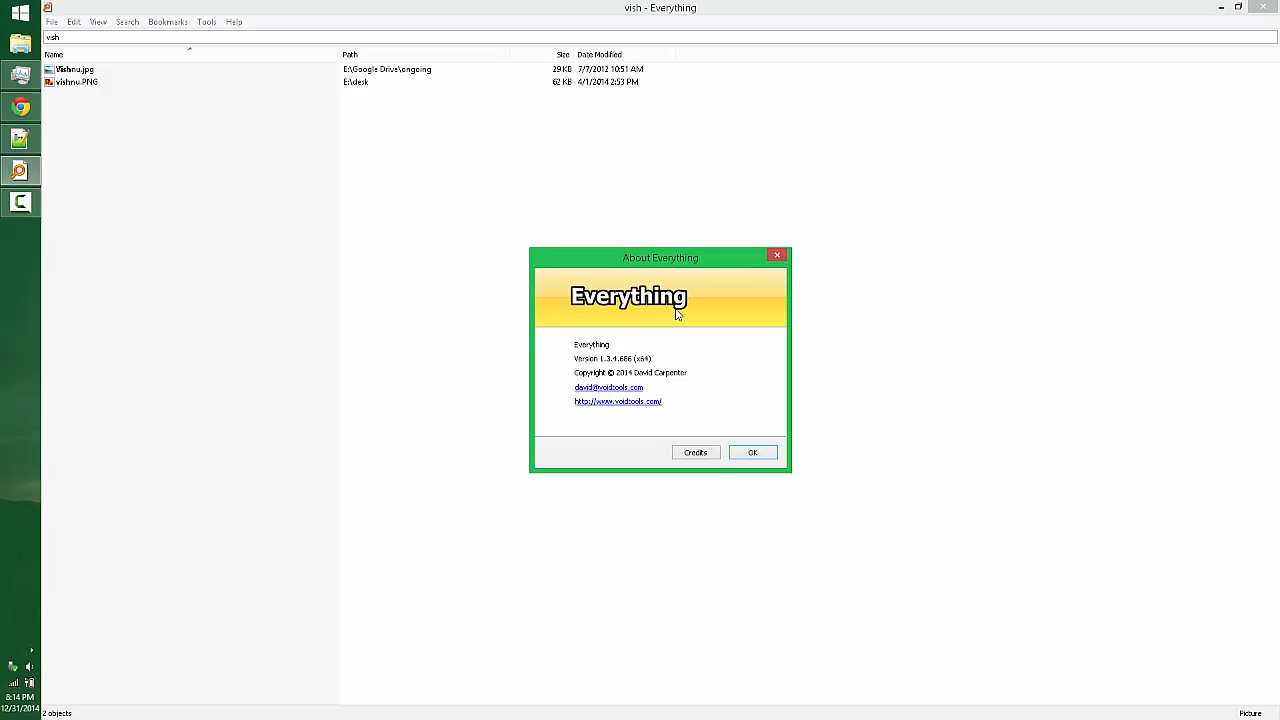 vish - Everything
File Edit View Search Bookmarks Tools Help
vish
Name Path Size Date Modified
Vishnu.jpg E:\Google Drive\ongoing 29 KB 7/7/2012 10:51 AM
vishnu.PNG E:\desk 62 KB 4/1/2014 2:53 PM
About Everything
Everything
Everything
Version 1.3.4.686 (x64)
Copyright © 2014 David Carpenter
david@voidtools.com
http://www.voidtools.com/
Credits OK
8:14 PM
12/31/2014
2 objects Picture